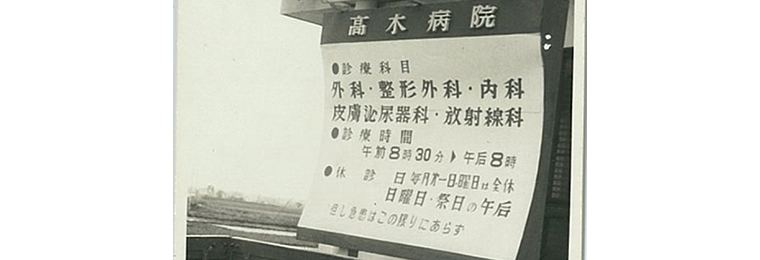 髙木病院
●診療科目
外科・整形外科・内科
皮膚泌尿器科・放射線科
●診療時間
午前8時30分▶午后8時
●休診日 毎月第一日曜日は全休
日曜日・祭日の午后
但し急患はこの限りにあらず